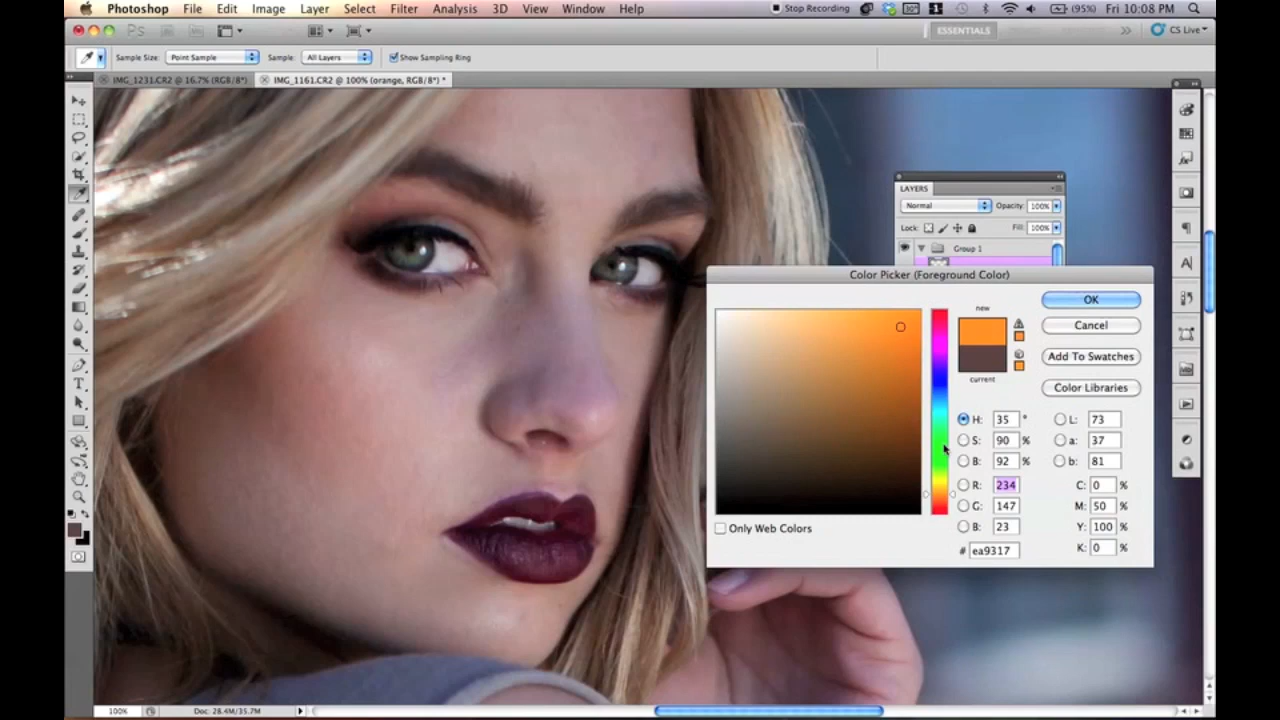 Photoshop File Edit Image Layer Select Filter Analysis 3D View Window Help Stop Recording 30° (95%) Fri 10:08 PM
Ps ESSENTIALS CS Live
Sample Size: Point Sample Sample: All Layers Show Sampling Ring
IMG_1231.CR2 @ 16.7% (RGB/8*) IMG_1161.CR2 @ 100% (orange, RGB/8*) *
LAYERS
Normal Opacity: 100%
Lock: Fill: 100%
Group 1
Color Picker (Foreground Color)
new
current
OK
Cancel
Add To Swatches
Color Libraries
H: 35 ° L: 73
S: 90 % a: 37
B: 92 % b: 81
R: 234 C: 0 %
G: 147 M: 50 %
B: 23 Y: 100 %
# ea9317 K: 0 %
Only Web Colors
100% Doc: 28.4M/35.7M